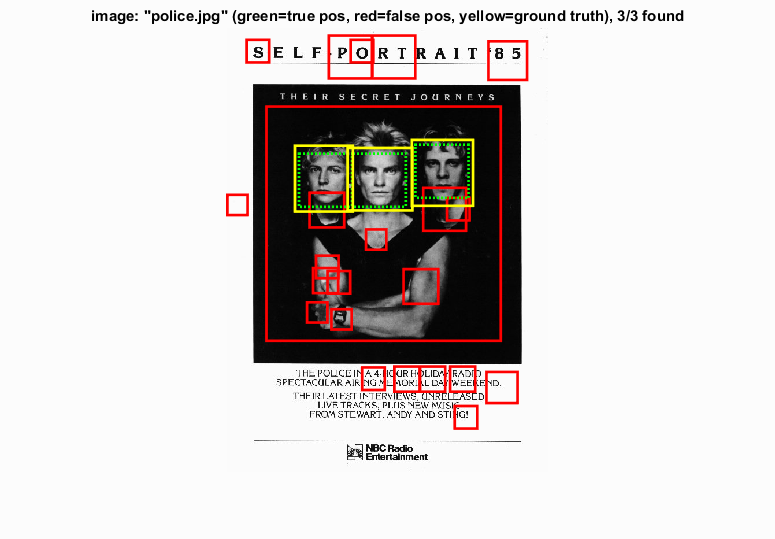 image: "police.jpg" (green=true pos, red=false pos, yellow=ground truth), 3/3 found
SELF-PORTRAIT '85
THEIR SECRET JOURNEYS
THE POLICE IN A 4-HOUR HOLIDAY RADIO
SPECTACULAR AIRING MEMORIAL DAY WEEKEND.
THEIR LATEST INTERVIEWS, UNRELEASED
LIVE TRACKS, PLUS NEW MUSIC
FROM STEWART, ANDY AND STING!
NBC Radio
Entertainment